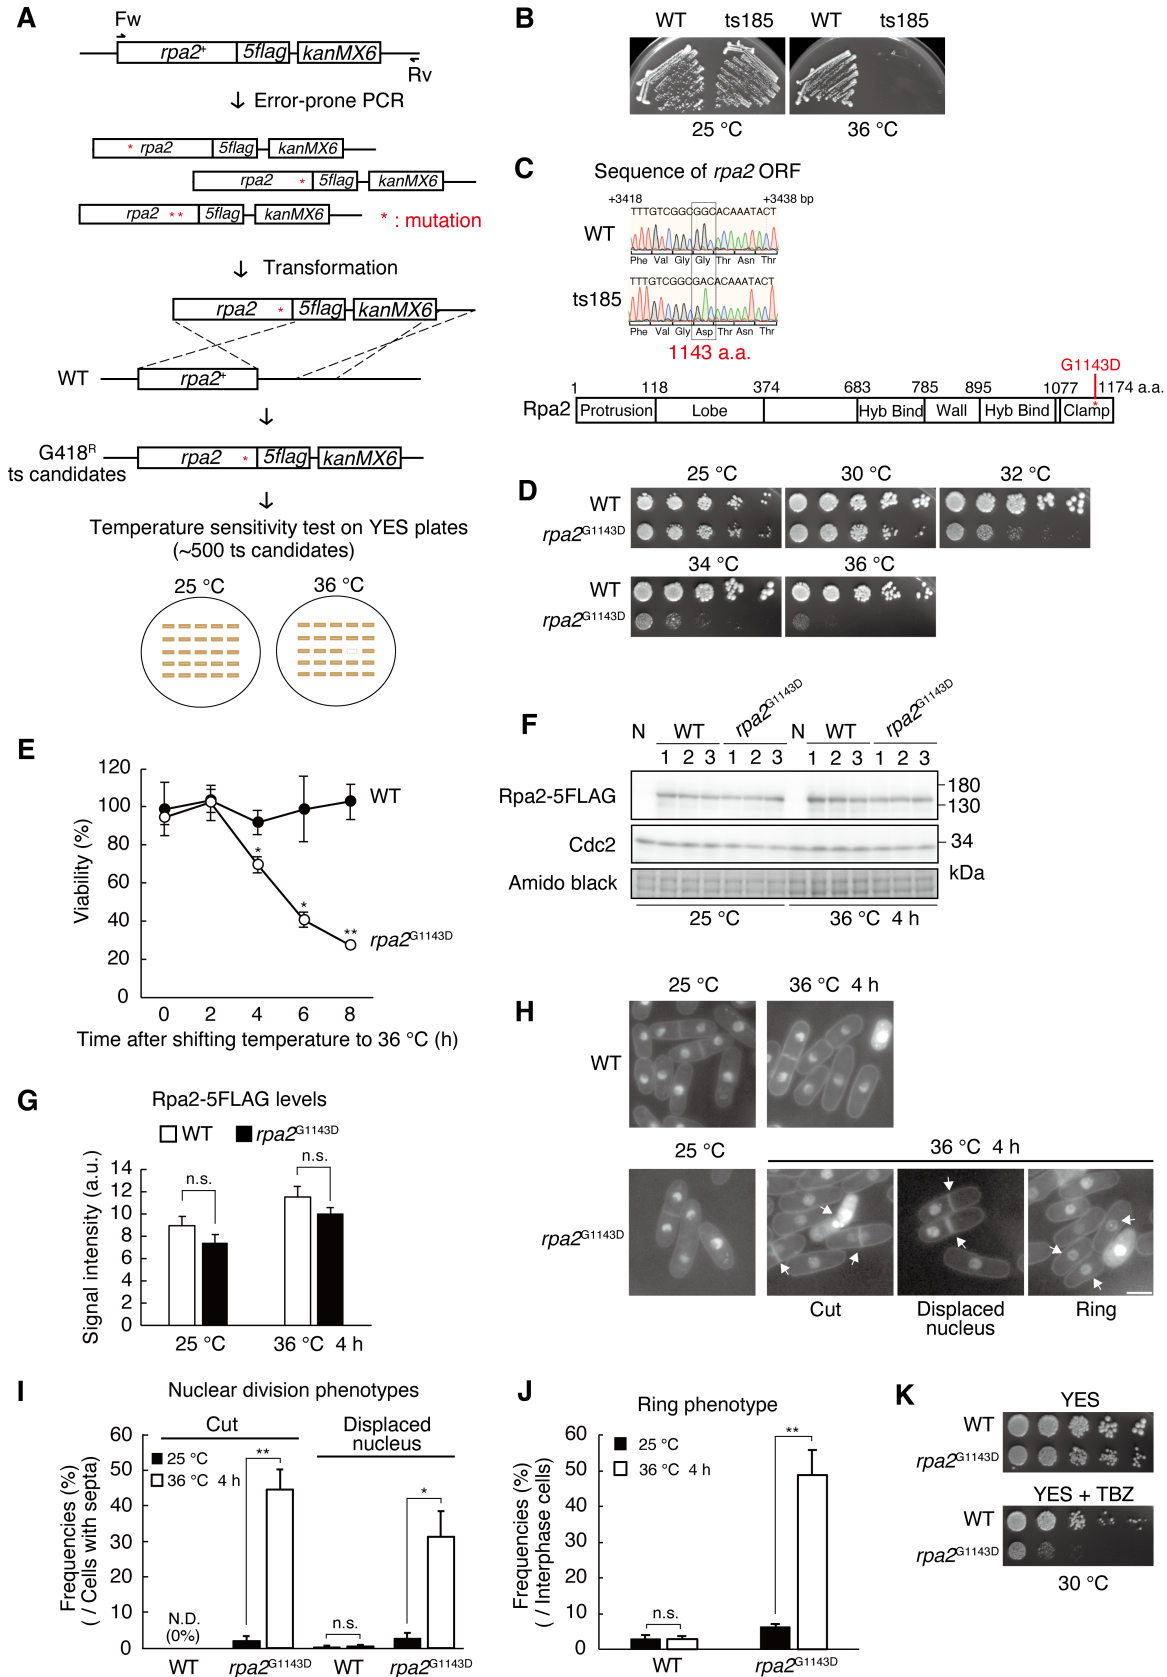 A
Fw
rpa2+ 5flag kanMX6
Rv
↓ Error-prone PCR
* rpa2 5flag kanMX6
rpa2 * 5flag kanMX6
rpa2 ** 5flag kanMX6
* : mutation
↓ Transformation
rpa2 * 5flag kanMX6
WT rpa2+
↓
G418R
ts candidates
rpa2 * 5flag kanMX6
↓
Temperature sensitivity test on YES plates
(~500 ts candidates)
25 °C 36 °C
B
WT ts185 WT ts185
25 °C 36 °C
C
Sequence of rpa2 ORF
+3418 +3438 bp
TTTGTCGGCGGCACAAATACT
WT
Phe Val Gly Gly Thr Asn Thr
TTTGTCGGCGACACAAATACT
ts185
Phe Val Gly Asp Thr Asn Thr
1143 a.a.
G1143D
1 118 374 683 785 895 1077 1174 a.a.
*
Rpa2 Protrusion Lobe Hyb Bind Wall Hyb Bind Clamp
D
25 °C 30 °C 32 °C
WT
rpa2G1143D
34 °C 36 °C
WT
rpa2G1143D
E
120
100
80
60
40
20
0
Viability (%)
WT
*
*
**
rpa2G1143D
0 2 4 6 8
Time after shifting temperature to 36 °C (h)
F
N WT rpa2G1143D N WT rpa2G1143D
1 2 3 1 2 3 1 2 3 1 2 3
Rpa2-5FLAG
180
130
Cdc2
34
kDa
Amido black
25 °C 36 °C 4 h
G
Rpa2-5FLAG levels
WT rpa2G1143D
Signal intensity (a.u.)
14
12
10
8
6
4
2
0
n.s.
n.s.
25 °C 36 °C 4 h
H
25 °C 36 °C 4 h
WT
25 °C 36 °C 4 h
rpa2G1143D
Cut Displaced nucleus Ring
I
Nuclear division phenotypes
Cut Displaced nucleus
Frequencies (%)
( / Cells with septa)
60
50
40
30
20
10
0
25 °C
36 °C 4 h
**
*
N.D.
(0%)
n.s.
WT rpa2G1143D WT rpa2G1143D
J
Ring phenotype
Frequencies (%)
( / Interphase cells)
60
50
40
30
20
10
0
25 °C
36 °C 4 h
**
n.s.
WT rpa2G1143D
K
YES
WT
rpa2G1143D
YES + TBZ
WT
rpa2G1143D
30 °C